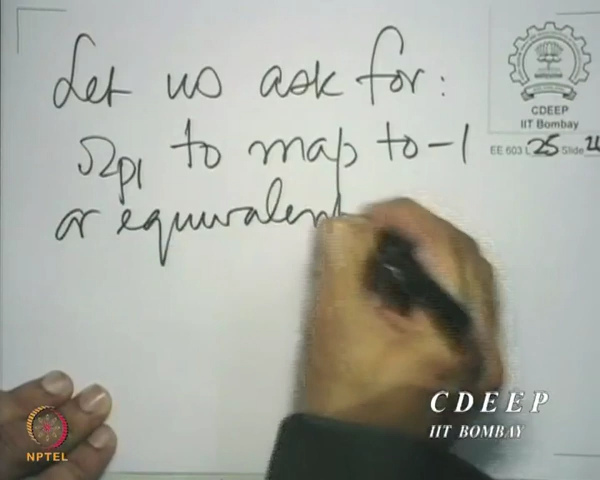 Let us ask for:
Ωp1 to map to -1
or equivalent
CDEEP
IIT Bombay
EE 603 L 25 Slide
CDEEP
IIT BOMBAY
NPTEL